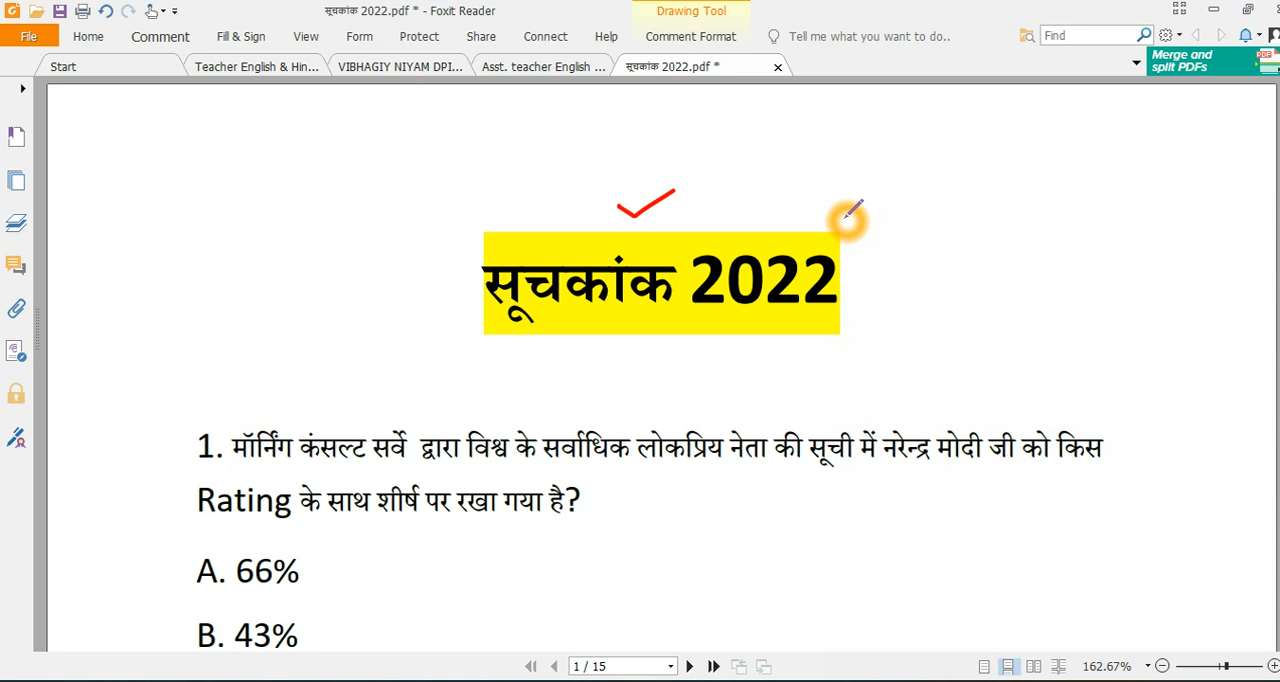 सूचकांक 2022.pdf * - Foxit Reader
Drawing Tool
File Home Comment Fill & Sign View Form Protect Share Connect Help Comment Format Tell me what you want to do.. Find
Start Teacher English & Hin... VIBHAGIY NIYAM DPI... Asst. teacher English ... सूचकांक 2022.pdf *
Merge and
split PDFs
सूचकांक 2022
1. मॉर्निंग कंसल्ट सर्वे द्वारा विश्व के सर्वाधिक लोकप्रिय नेता की सूची में नरेन्द्र मोदी जी को किस
Rating के साथ शीर्ष पर रखा गया है?
A. 66%
B. 43%
1 / 15
162.67%